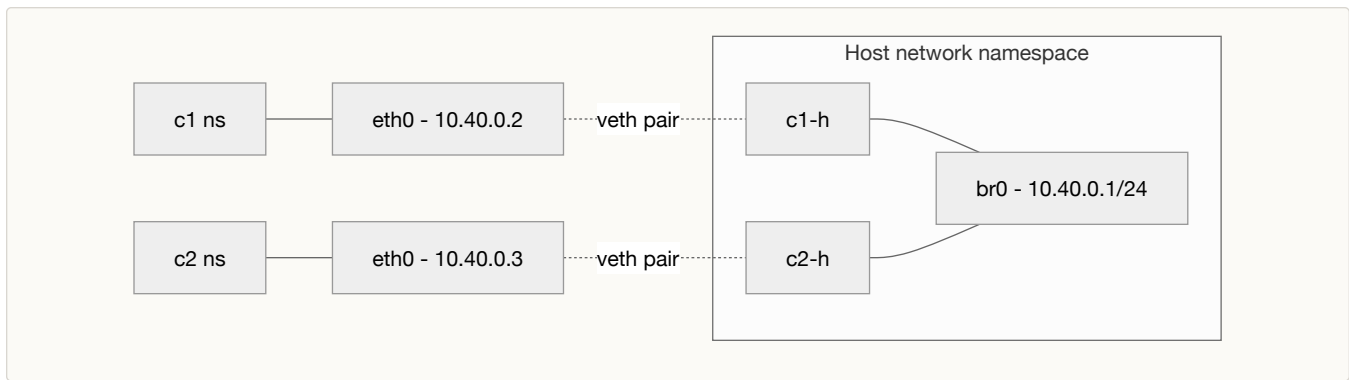 Host network namespace
c1 ns
eth0 - 10.40.0.2
veth pair
c1-h
br0 - 10.40.0.1/24
c2 ns
eth0 - 10.40.0.3
veth pair
c2-h